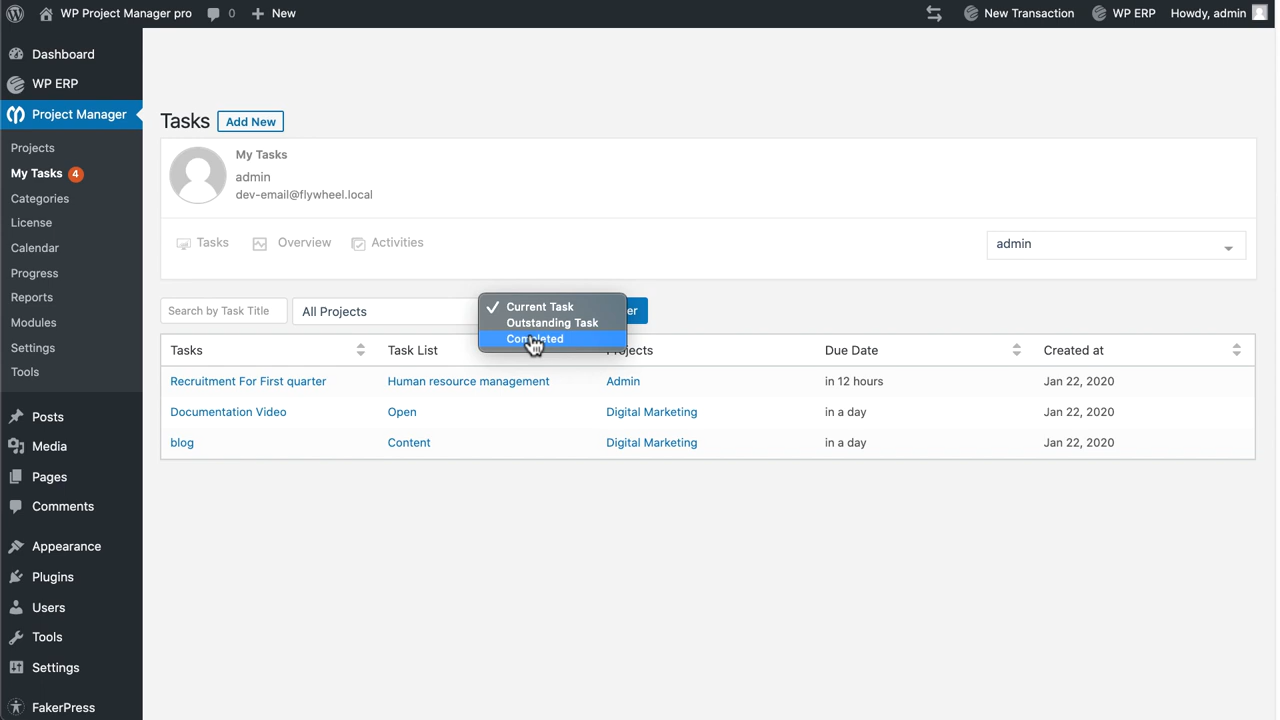 WP Project Manager pro 0 New New Transaction WP ERP Howdy, admin
Dashboard
WP ERP
Project Manager
Projects
My Tasks 4
Categories
License
Calendar
Progress
Reports
Modules
Settings
Tools
Posts
Media
Pages
Comments
Appearance
Plugins
Users
Tools
Settings
FakerPress
Tasks Add New
My Tasks
admin
dev-email@flywheel.local
Tasks Overview Activities admin
Search by Task Title All Projects
Current Task
Outstanding Task
Completed
Tasks Task List Projects Due Date Created at
Recruitment For First quarter Human resource management Admin in 12 hours Jan 22, 2020
Documentation Video Open Digital Marketing in a day Jan 22, 2020
blog Content Digital Marketing in a day Jan 22, 2020